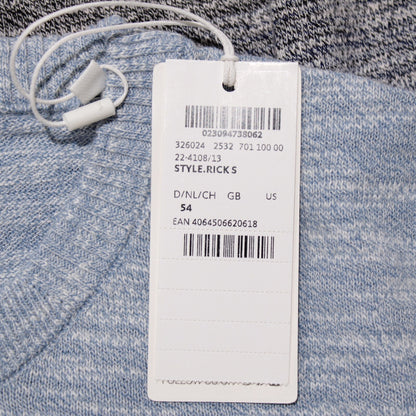 023094738062
326024 2532 701 100 00
22-4108/13
STYLE.RICK S
D/NL/CH GB US
54
EAN 4064506620618